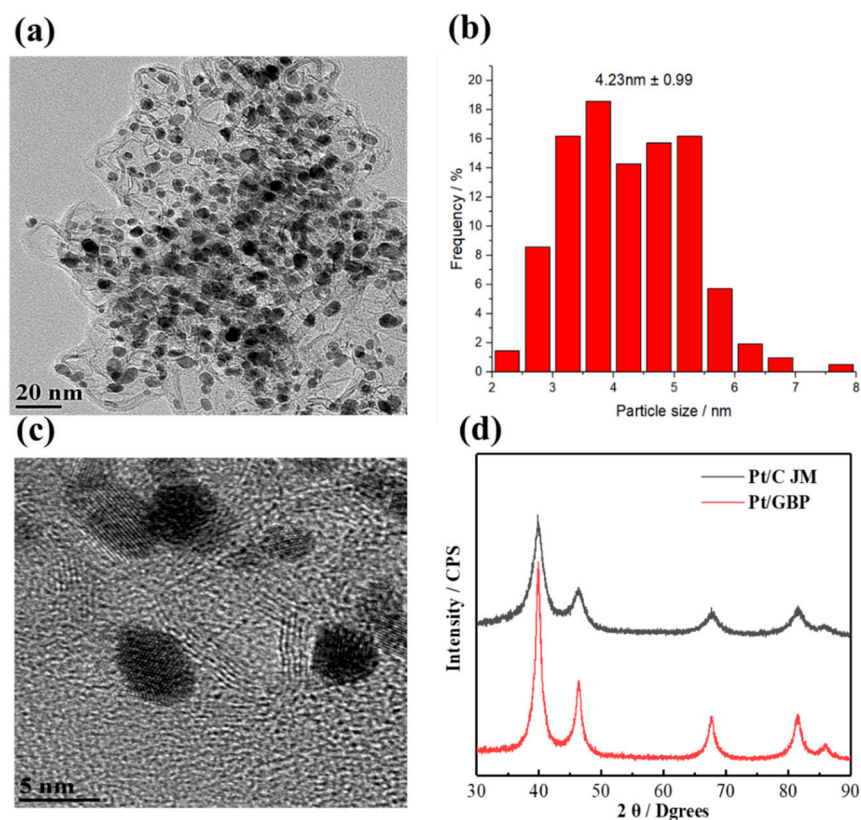 (a)
20 nm
(b)
4.23nm ± 0.99
Frequency / %
20
18
16
14
12
10
8
6
4
2
0
2 3 4 5 6 7 8
Particle size / nm
(c)
5 nm
(d)
Pt/C JM
Pt/GBP
Intensity / CPS
30 40 50 60 70 80 90
2 θ / Dgrees